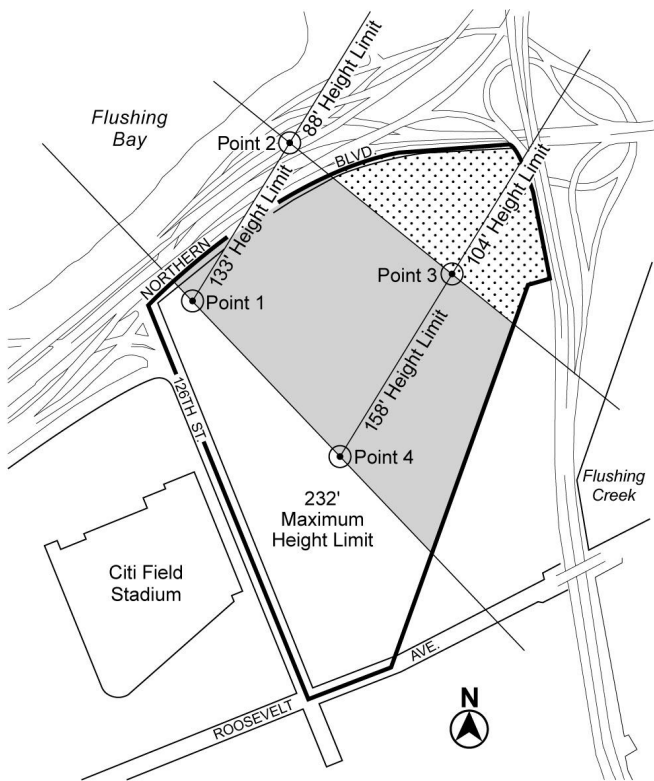 88' Height Limit
Flushing
Bay
Point 2
BLVD.
104' Height Limit
133' Height Limit
NORTHERN
Point 3
Point 1
158' Height Limit
126TH ST.
Point 4
232'
Maximum
Height Limit
Flushing
Creek
Citi Field
Stadium
AVE.
ROOSEVELT
N